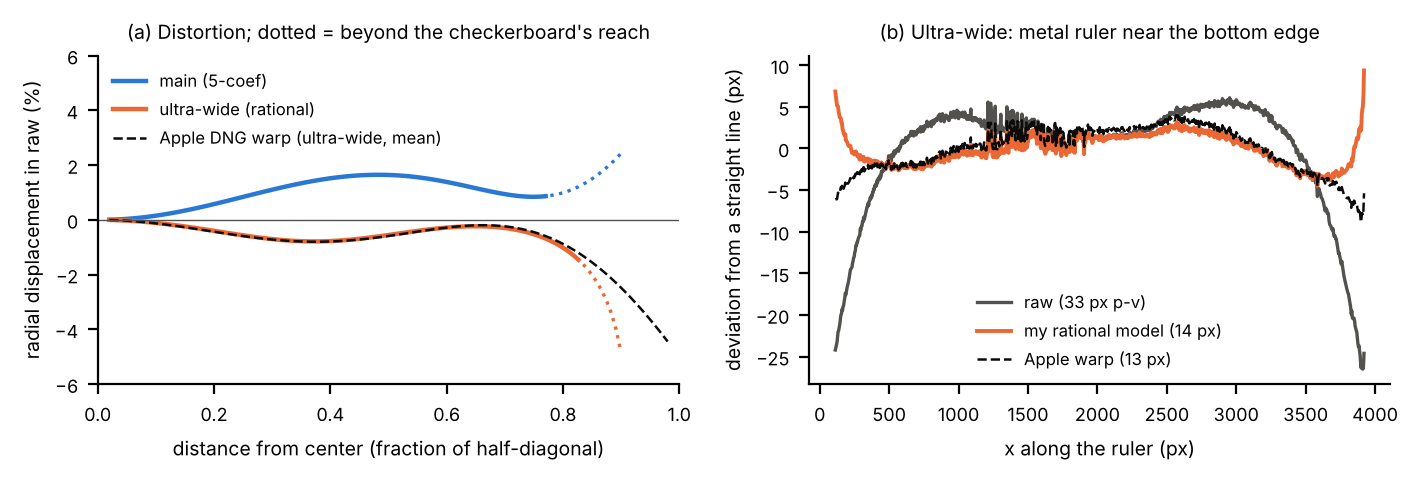 (a) Distortion; dotted = beyond the checkerboard's reach
radial displacement in raw (%)
6
4
2
0
−2
−4
−6
main (5-coef)
ultra-wide (rational)
Apple DNG warp (ultra-wide, mean)
0.0 0.2 0.4 0.6 0.8 1.0
distance from center (fraction of half-diagonal)
(b) Ultra-wide: metal ruler near the bottom edge
deviation from a straight line (px)
10
5
0
−5
−10
−15
−20
−25
raw (33 px p-v)
my rational model (14 px)
Apple warp (13 px)
0 500 1000 1500 2000 2500 3000 3500 4000
x along the ruler (px)